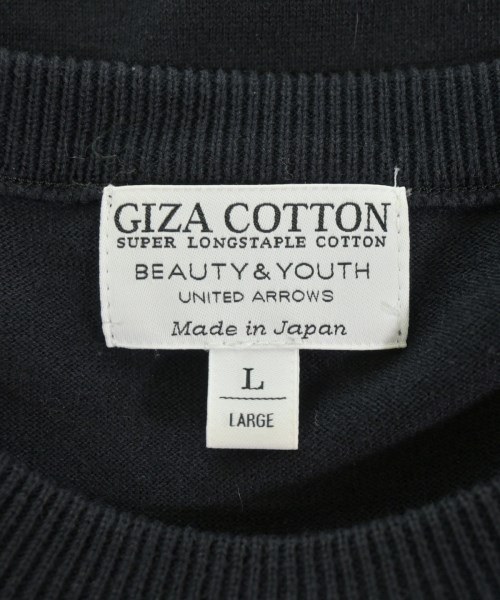 GIZA COTTON
SUPER LONGSTAPLE COTTON
BEAUTY & YOUTH
UNITED ARROWS
Made in Japan
L
LARGE